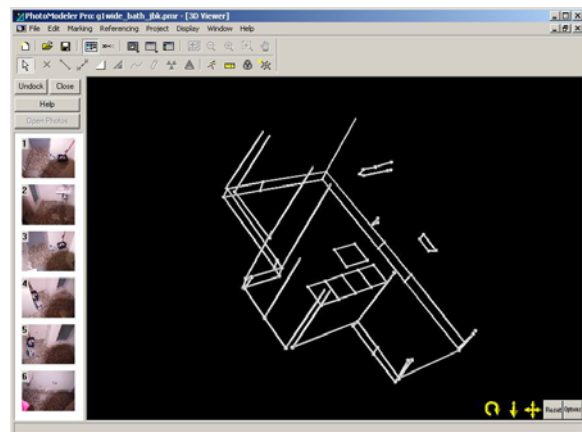 PhotoModeler Pro: g1wide_bath_jbk.pmr - [3D Viewer]
File Edit Marking Referencing Project Display Window Help
Undock Close
Help
Open Photos
1
2
3
4
5
6
Reset Options